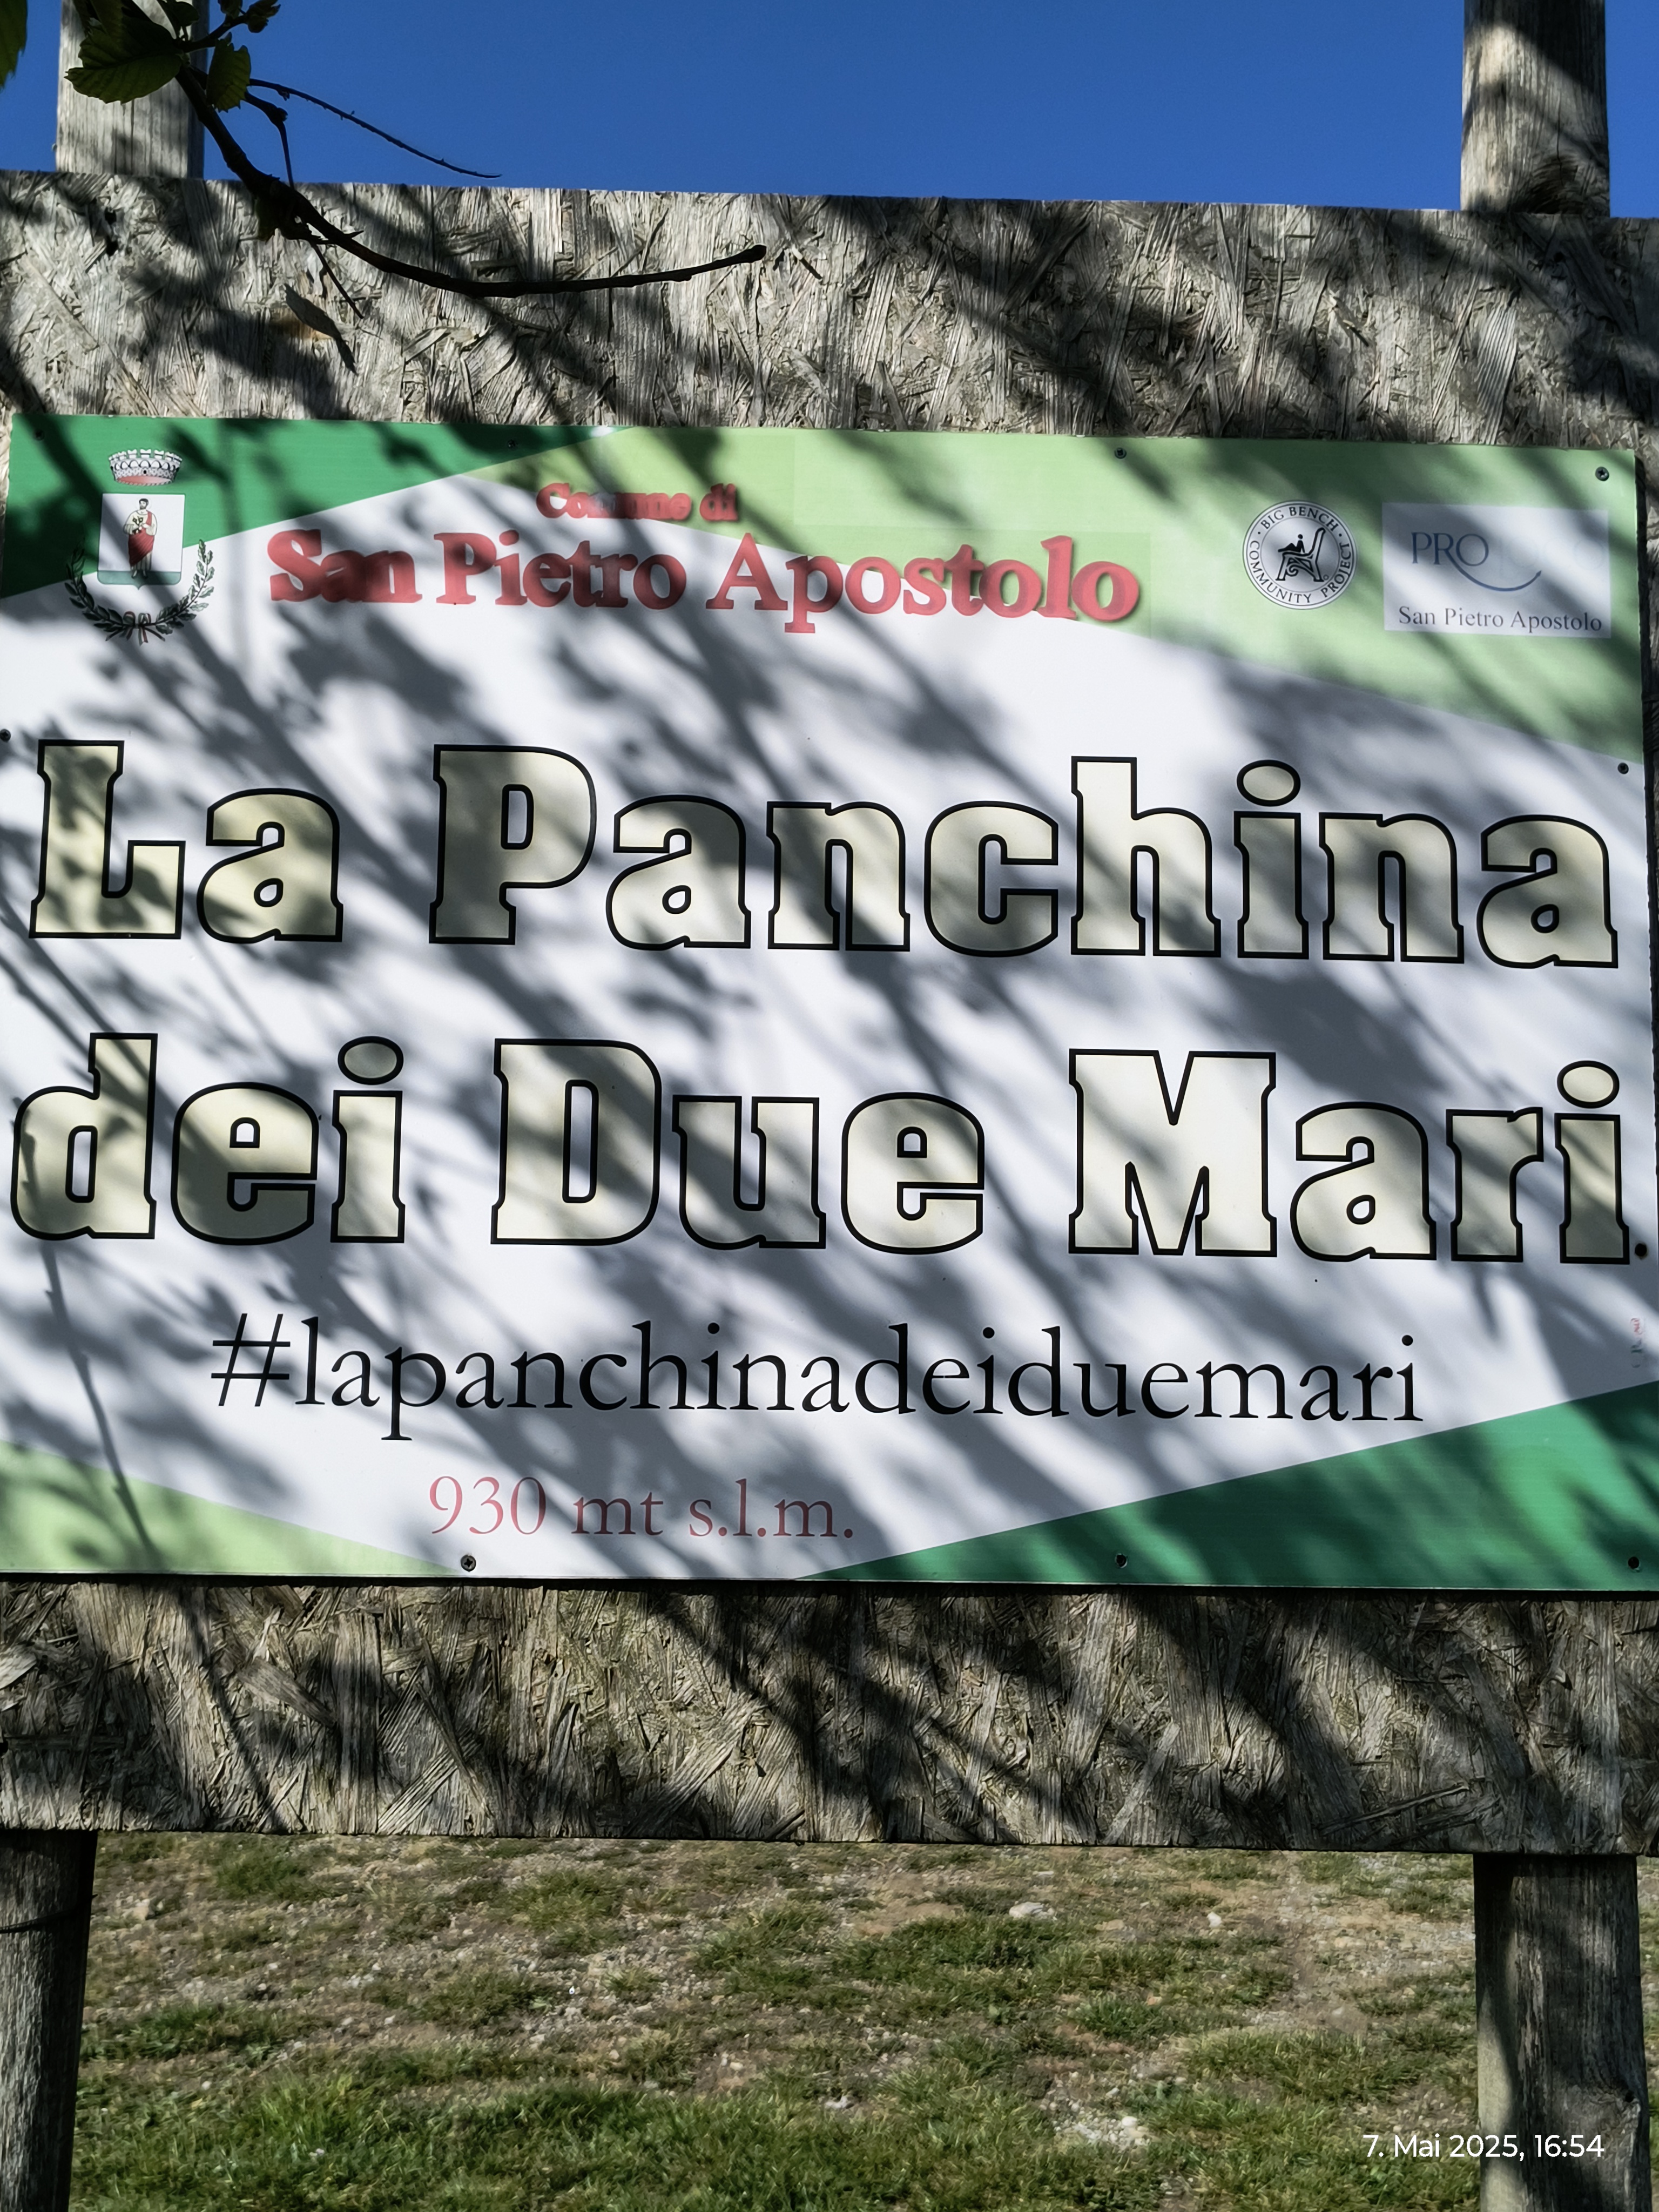 Comune di
San Pietro Apostolo
BIG BENCH · COMMUNITY PROJECT ·
PRO
San Pietro Apostolo
La Panchina
dei Due Mari
#lapanchinadeiduemari
930 mt s.l.m.
7. Mai 2025, 16:54